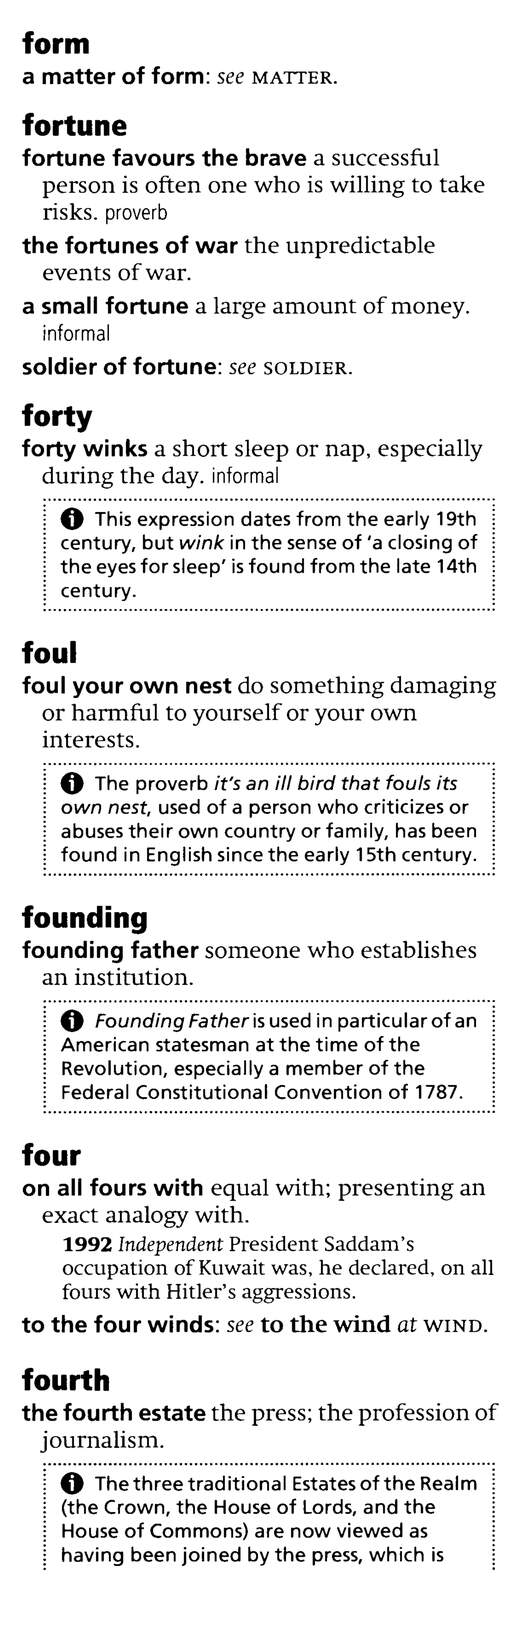 form
a matter of form: see MATTER.
fortune
fortune favours the brave a successful
person is often one who is willing to take
risks. proverb
the fortunes of war the unpredictable
events of war.
a small fortune a large amount of money.
informal
soldier of fortune: see SOLDIER.
forty
forty winks a short sleep or nap, especially
during the day. informal
i This expression dates from the early 19th
century, but wink in the sense of 'a closing of
the eyes for sleep' is found from the late 14th
century.
foul
foul your own nest do something damaging
or harmful to yourself or your own
interests.
i The proverb it's an ill bird that fouls its
own nest, used of a person who criticizes or
abuses their own country or family, has been
found in English since the early 15th century.
founding
founding father someone who establishes
an institution.
i Founding Father is used in particular of an
American statesman at the time of the
Revolution, especially a member of the
Federal Constitutional Convention of 1787.
four
on all fours with equal with; presenting an
exact analogy with.
1992 Independent President Saddam's
occupation of Kuwait was, he declared, on all
fours with Hitler's aggressions.
to the four winds: see to the wind at WIND.
fourth
the fourth estate the press; the profession of
journalism.
i The three traditional Estates of the Realm
(the Crown, the House of Lords, and the
House of Commons) are now viewed as
having been joined by the press, which is